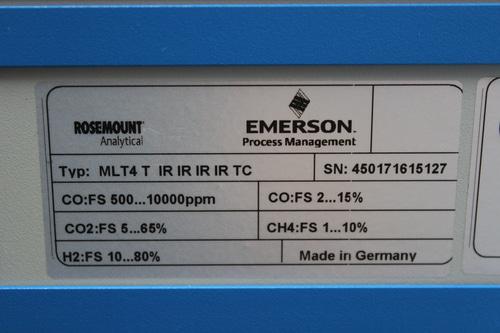 ROSEMOUNT
Analytical
EMERSON
Process Management
Typ: MLT4 T IR IR IR IR TC
SN: 450171615127
CO:FS 500...10000ppm
CO:FS 2...15%
CO2:FS 5...65%
CH4:FS 1...10%
H2:FS 10...80%
Made in Germany